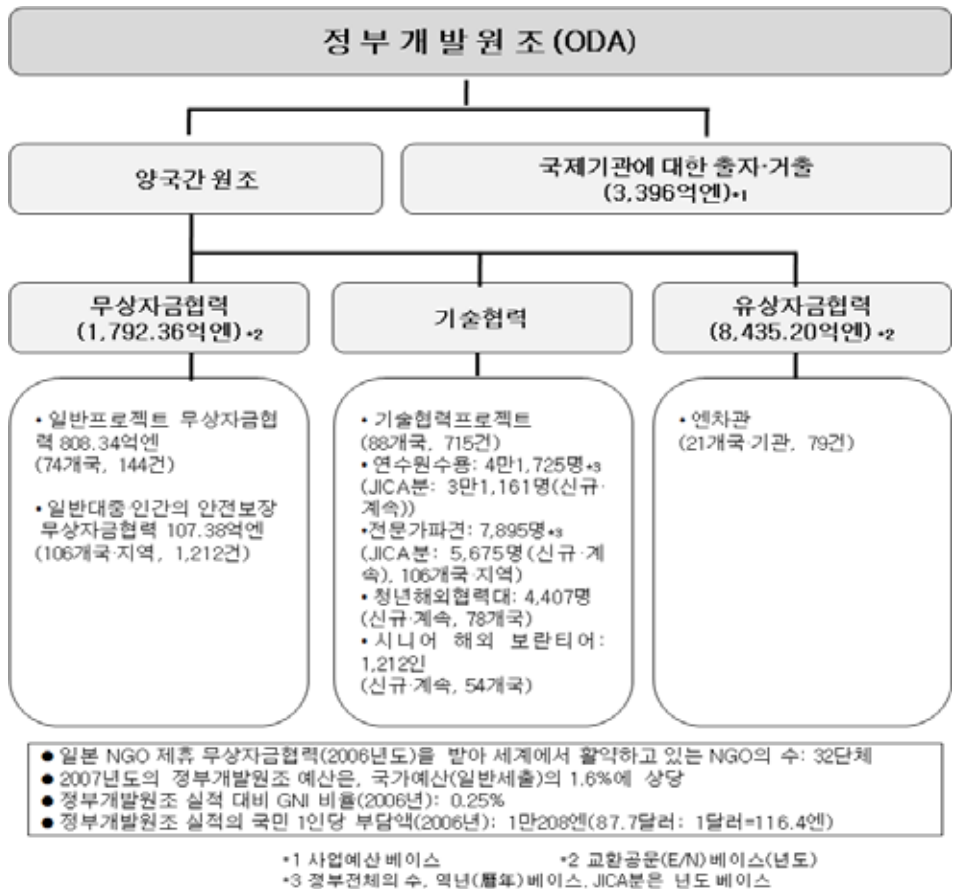 정부개발원조(ODA)
양국간 원조
국제기관에 대한 출자·거출
(3,396억엔)*1
무상자금협력
(1,792.36억엔)*2
기술협력
유상자금협력
(8,435.20억엔)*2
• 일반프로젝트 무상자금협
력 808.34억엔
(74개국, 144건)
• 일반대중·인간의 안전보장
무상자금협력 107.38억엔
(106개국·지역, 1,212건)
• 기술협력프로젝트
(88개국, 715건)
• 연수원수용: 4만1,725명*3
(JICA분: 3만1,161명(신규·
계속))
•전문가파견: 7,895명*3
(JICA분: 5,675명(신규·계
속), 106개국·지역)
• 청년해외협력대: 4,407명
(신규·계속, 78개국)
• 시니어 해외 보란티어:
1,212인
(신규·계속, 54개국)
• 엔차관
(21개국·기관, 79건)
● 일본 NGO 제휴 무상자금협력(2006년도)을 받아 세계에서 활약하고 있는 NGO의 수: 32단체
● 2007년도의 정부개발원조 예산은, 국가예산(일반세출)의 1.6%에 상당
● 정부개발원조 실적 대비 GNI 비율(2006년): 0.25%
● 정부개발원조 실적의 국민 1인당 부담액(2006년): 1만208엔(87.7달러: 1달러=116.4엔)
*1 사업예산 베이스 *2 교환공문(E/N) 베이스(년도)
*3 정부전체의 수, 역년(曆年) 베이스, JICA분은 년도 베이스